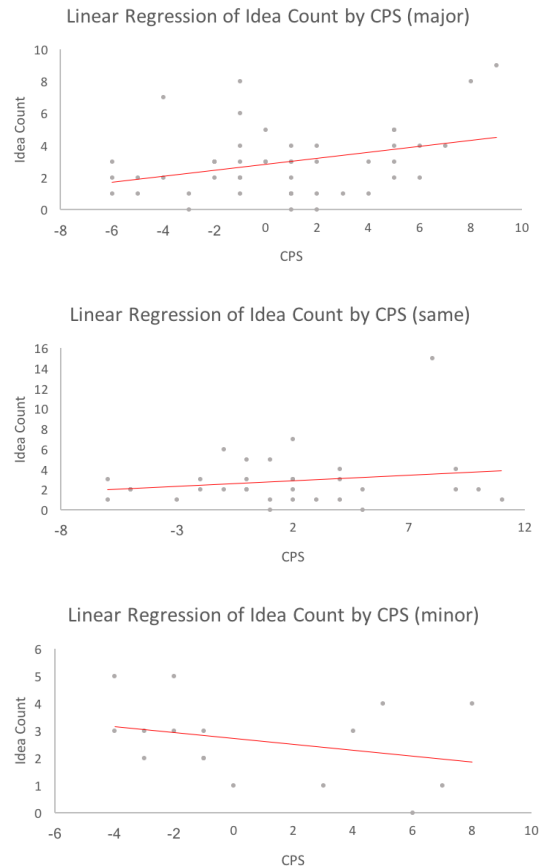 Linear Regression of Idea Count by CPS (major)
10
8
6
4
2
0
Idea Count
-8 -6 -4 -2 0 2 4 6 8 10
CPS
Linear Regression of Idea Count by CPS (same)
16
14
12
10
8
6
4
2
0
Idea Count
-8 -3 2 7 12
CPS
Linear Regression of Idea Count by CPS (minor)
6
5
4
3
2
1
0
Idea Count
-6 -4 -2 0 2 4 6 8 10
CPS